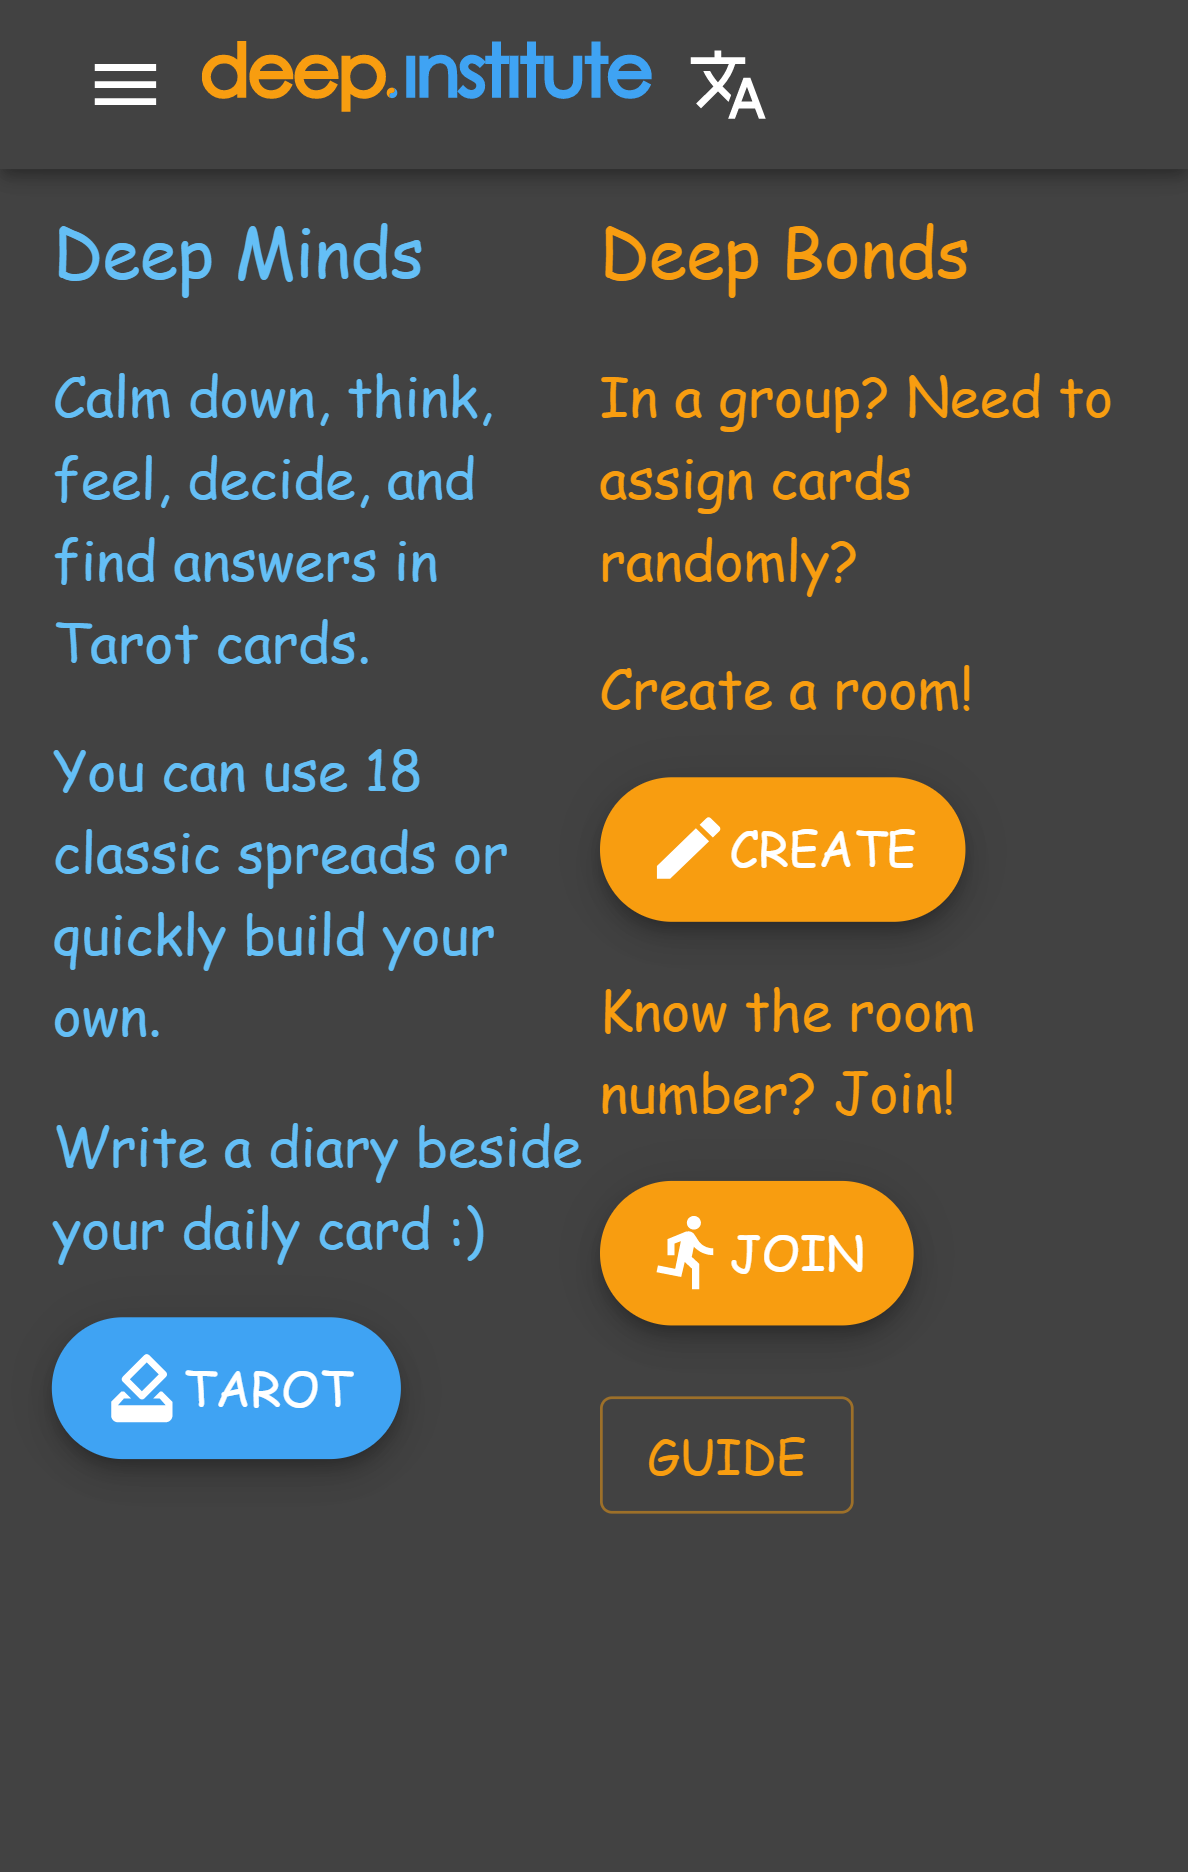 deep.institute
Deep Minds
Calm down, think,
feel, decide, and
find answers in
Tarot cards.
You can use 18
classic spreads or
quickly build your
own.
Write a diary beside
your daily card :)
TAROT
Deep Bonds
In a group? Need to
assign cards
randomly?
Create a room!
CREATE
Know the room
number? Join!
JOIN
GUIDE